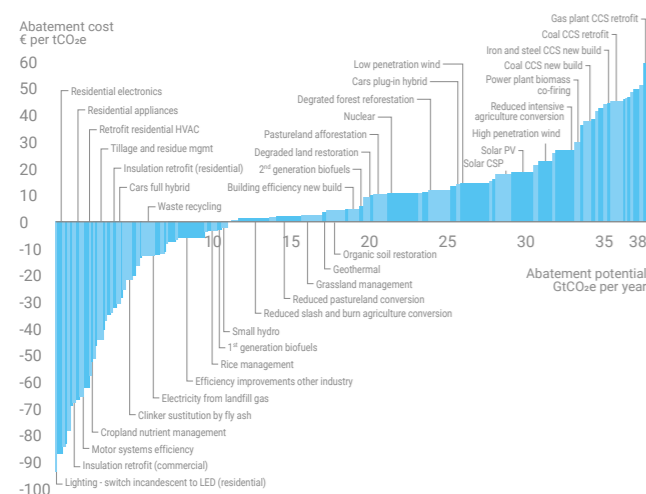 Abatement cost
€ per tCO₂e
60
50
40
30
20
10
0
-10
-20
-30
-40
-50
-60
-70
-80
-90
-100
Gas plant CCS retrofit
Coal CCS retrofit
Iron and steel CCS new build
Coal CCS new build
Power plant biomass
co-firing
Reduced intensive
agriculture conversion
High penetration wind
Solar PV
Solar CSP
Low penetration wind
Cars plug-in hybrid
Degrated forest reforestation
Nuclear
Pastureland afforestation
Degraded land restoration
2nd generation biofuels
Building efficiency new build
Residential electronics
Residential appliances
Retrofit residential HVAC
Tillage and residue mgmt
Insulation retrofit (residential)
Cars full hybrid
Waste recycling
10
15
20
25
30
35
38
Abatement potential
GtCO₂e per year
Organic soil restoration
Geothermal
Grassland management
Reduced pastureland conversion
Reduced slash and burn agriculture conversion
Small hydro
1st generation biofuels
Rice management
Efficiency improvements other industry
Electricity from landfill gas
Clinker sustitution by fly ash
Cropland nutrient management
Motor systems efficiency
Insulation retrofit (commercial)
Lighting - switch incandescent to LED (residential)